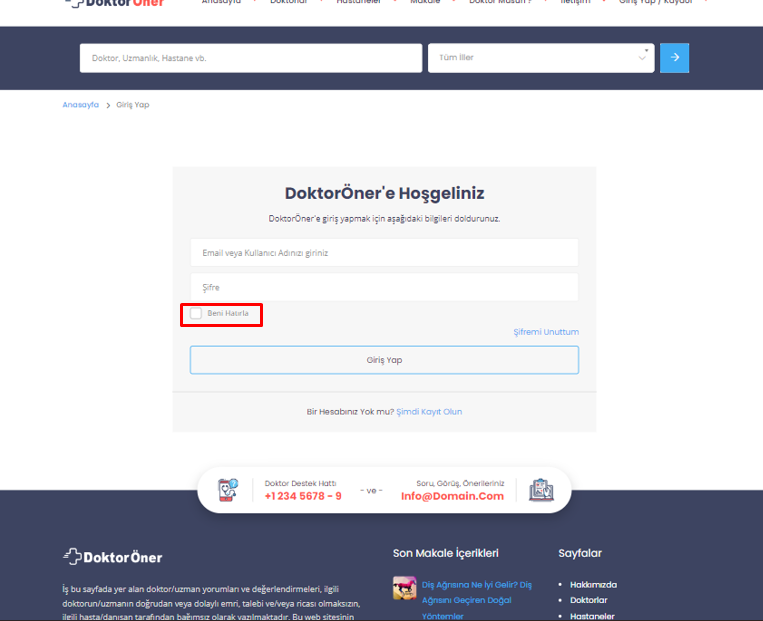 DoktorÖner
Anasayfa Doktorlar Hastaneler Makale Doktor Musun? İletişim Giriş Yap / Kaydol
Doktor, Uzmanlık, Hastane vb. Tüm İller
Anasayfa > Giriş Yap
DoktorÖner'e Hoşgeliniz
DoktorÖner'e giriş yapmak için aşağıdaki bilgileri doldurunuz.
Email veya Kullanıcı Adınızı giriniz
Şifre
Beni Hatırla
Şifremi Unuttum
Giriş Yap
Bir Hesabınız Yok mu? Şimdi Kayıt Olun
Doktor Destek Hattı
+1 234 5678 - 9
- ve -
Soru, Görüş, Önerileriniz
Info@Domain.Com
DoktorÖner
İş bu sayfada yer alan doktor/uzman yorumları ve değerlendirmeleri, ilgili
doktorun/uzmanın doğrudan veya dolaylı emri, talebi ve/veya ricası olmaksızın,
ilgili hasta/danışan tarafından bağımsız olarak yazılmaktadır. Bu web sitesinin
Son Makale İçerikleri
Diş Ağrısına Ne İyi Gelir? Diş
Ağrısını Geçiren Doğal
Yöntemler
Sayfalar
• Hakkımızda
• Doktorlar
• Hastaneler